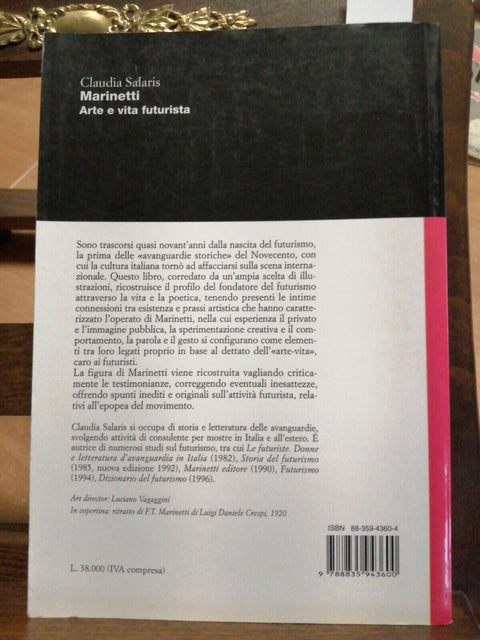 Claudia Salaris
Marinetti
Arte e vita futurista
Sono trascorsi quasi novant'anni dalla nascita del futurismo,
la prima delle «avanguardie storiche» del Novecento, con
cui la cultura italiana tornò ad affacciarsi sulla scena interna-
zionale. Questo libro, corredato da un'ampia scelta di il-
lustrazioni, ricostruisce il profilo del fondatore del futurismo
attraverso la vita e la poetica, tenendo presenti le intime
connessioni tra esistenza e prassi artistica che hanno caratte-
rizzato l'operato di Marinetti, nella cui esperienza il privato
e l'immagine pubblica, la sperimentazione creativa e il com-
portamento, la parola e il gesto si configurano come elemen-
ti tra loro legati proprio in base al dettato dell'«arte-vita»,
caro ai futuristi.
La figura di Marinetti viene ricostruita vagliando critica-
mente le testimonianze, correggendo eventuali inesattezze,
offrendo spunti inediti e originali sull'attività futurista, rela-
tivi all'epopea del movimento.
Claudia Salaris si occupa di storia e letteratura delle avanguardie,
svolgendo attività di consulente per mostre in Italia e all'estero. È
autrice di numerosi studi sul futurismo, tra cui Le futuriste. Donne
e letteratura d'avanguardia in Italia (1982), Storia del futurismo
(1985, nuova edizione 1992), Marinetti editore (1990), Futurismo
(1994), Dizionario del futurismo (1996).
Art director: Luciano Vagaggini
In copertina: ritratto di F.T. Marinetti di Luigi Daniele Crespi, 1920
ISBN 88-359-4360-4
L. 38.000 (IVA compresa)
9 788835 943600